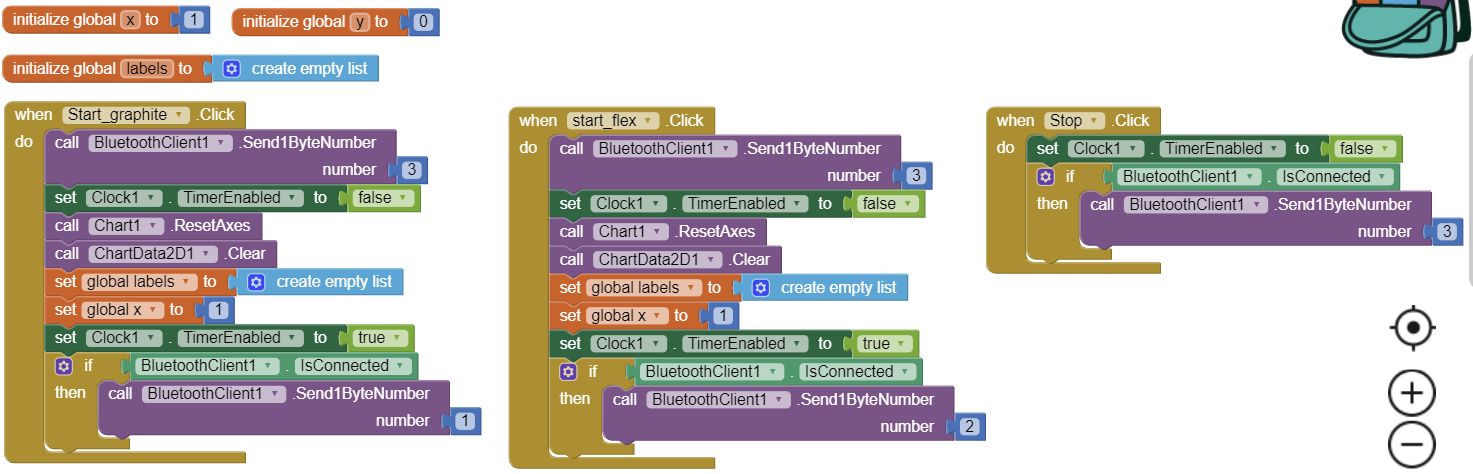 initialize global x to 1
initialize global y to 0
initialize global labels to create empty list
when Start_graphite .Click
do call BluetoothClient1 .Send1ByteNumber
number 3
set Clock1 . TimerEnabled to false
call Chart1 .ResetAxes
call ChartData2D1 .Clear
set global labels to create empty list
set global x to 1
set Clock1 . TimerEnabled to true
if BluetoothClient1 . IsConnected
then call BluetoothClient1 .Send1ByteNumber
number 1
when start_flex .Click
do call BluetoothClient1 .Send1ByteNumber
number 3
set Clock1 . TimerEnabled to false
call Chart1 .ResetAxes
call ChartData2D1 .Clear
set global labels to create empty list
set global x to 1
set Clock1 . TimerEnabled to true
if BluetoothClient1 . IsConnected
then call BluetoothClient1 .Send1ByteNumber
number 2
when Stop .Click
do set Clock1 . TimerEnabled to false
if BluetoothClient1 . IsConnected
then call BluetoothClient1 .Send1ByteNumber
number 3